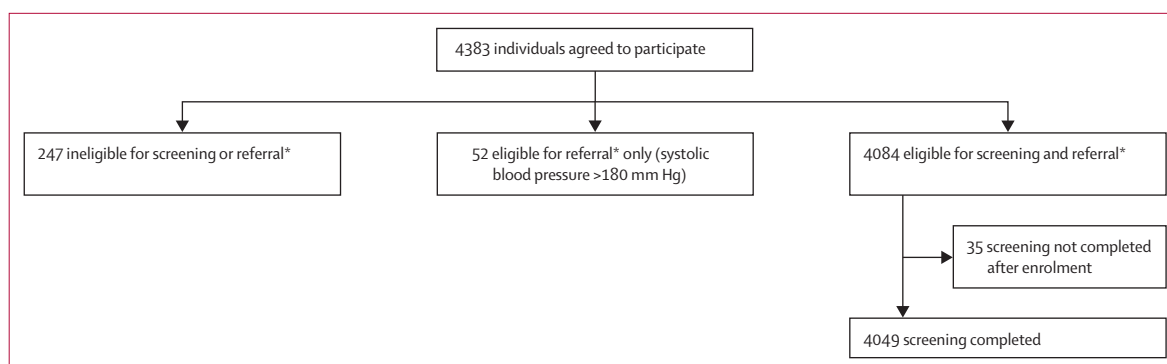 4383 individuals agreed to participate
247 ineligible for screening or referral*
52 eligible for referral* only (systolic
blood pressure >180 mm Hg)
4084 eligible for screening and referral*
35 screening not completed
after enrolment
4049 screening completed